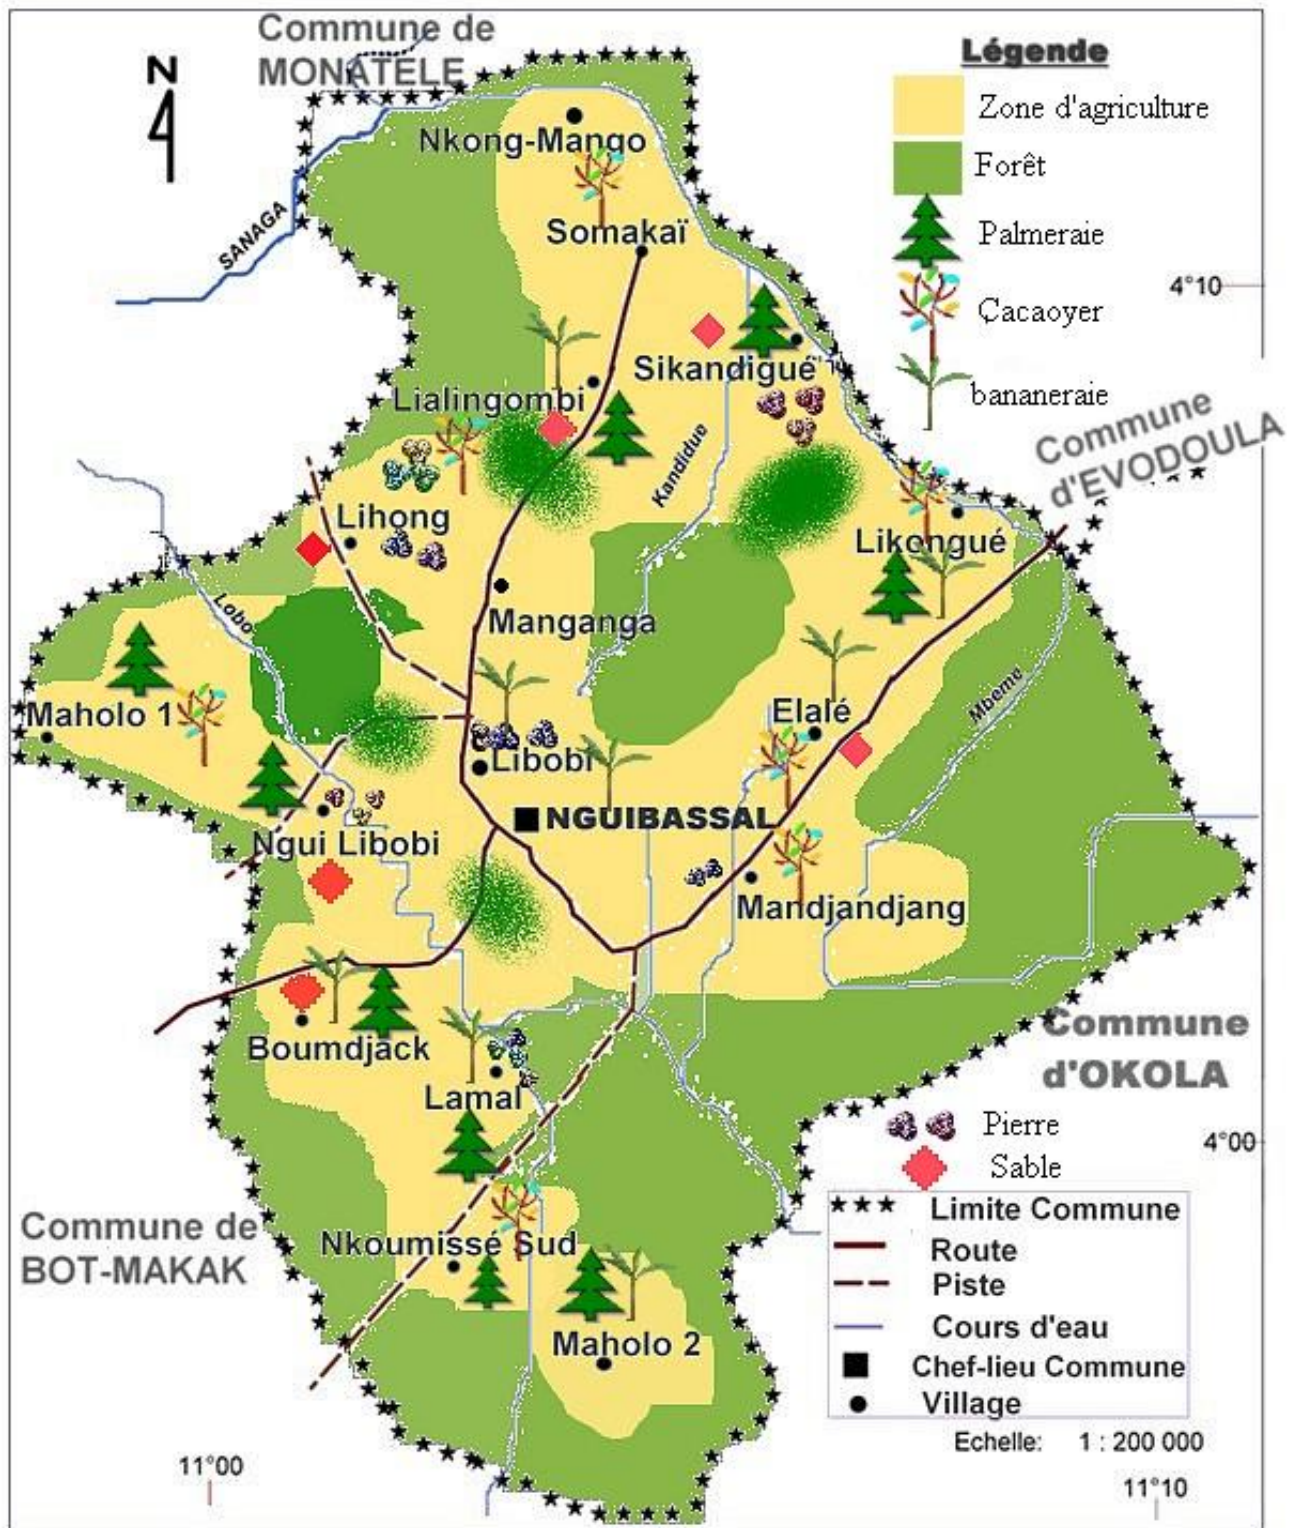 Commune de
MONATELE
N
Légende
Zone d'agriculture
Forêt
Palmeraie
Çacaoyer
bananeraie
Nkong-Mango
SANAGA
Somakaï
4°10
Sikandigué
Lialingombi
Commune
d'EVODOULA
Kandidue
Lihong
Likongué
Lobo
Manganga
Mbeme
Maholo 1
Elalé
Libobi
NGUIBASSAL
Ngui Libobi
Mandjandjang
Boumdjack
Commune
d'OKOLA
Lamal
Pierre
4°00
Sable
Commune de
BOT-MAKAK
Limite Commune
Nkoumissé Sud
Route
Piste
Cours d'eau
Maholo 2
Chef-lieu Commune
Village
Echelle: 1 : 200 000
11°00
11°10